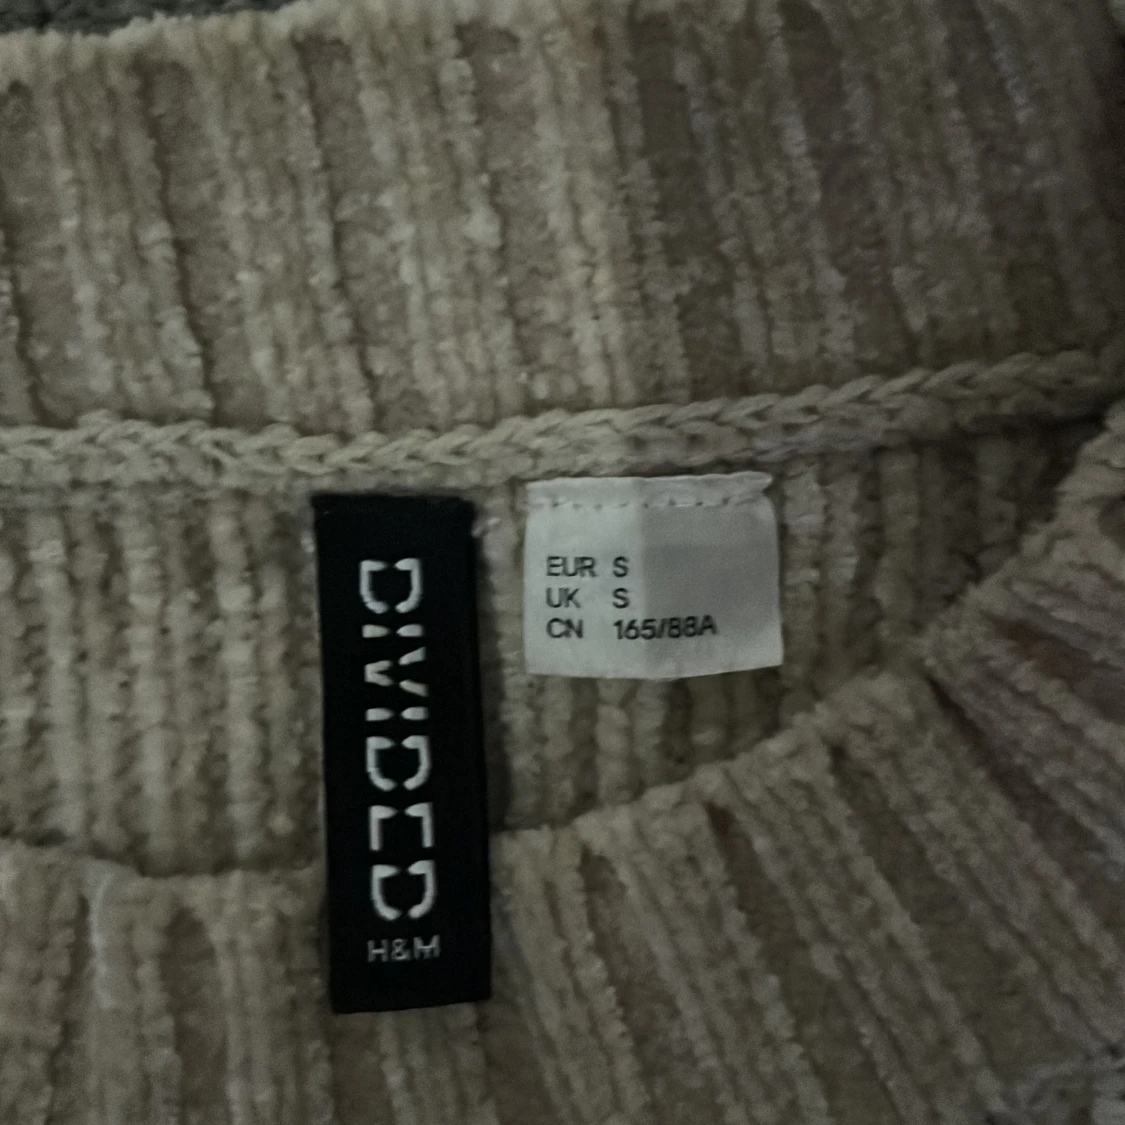 DIVIDED
H&M
EUR S
UK S
CN 165/88A